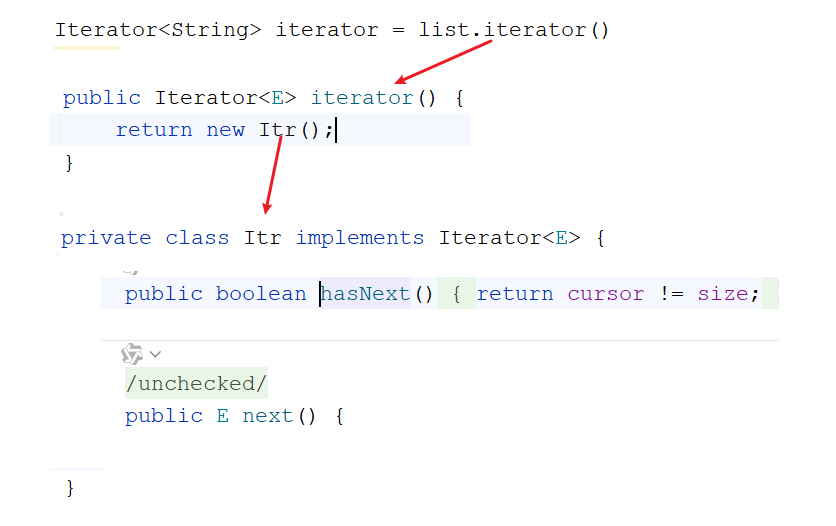 Iterator<String> iterator = list.iterator()
public Iterator<E> iterator() {
return new Itr();
}
private class Itr implements Iterator<E> {
public boolean hasNext() { return cursor != size;
/unchecked/
public E next() {
}